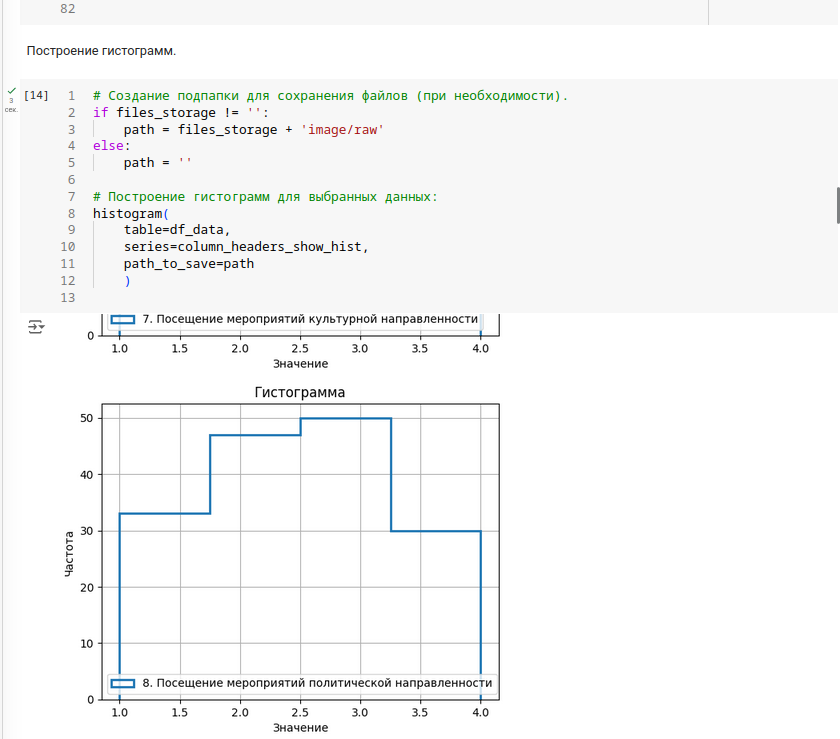 82
Построение гистограмм.
3
сек.
[14]
1 # Создание подпапки для сохранения файлов (при необходимости).
2 if files_storage != '':
3     path = files_storage + 'image/raw'
4 else:
5     path = ''
6
7 # Построение гистограмм для выбранных данных:
8 histogram(
9     table=df_data,
10     series=column_headers_show_hist,
11     path_to_save=path
12     )
13
7. Посещение мероприятий культурной направленности
0
1.0 1.5 2.0 2.5 3.0 3.5 4.0
Значение
Гистограмма
50
40
30
20
10
0
Частота
8. Посещение мероприятий политической направленности
1.0 1.5 2.0 2.5 3.0 3.5 4.0
Значение